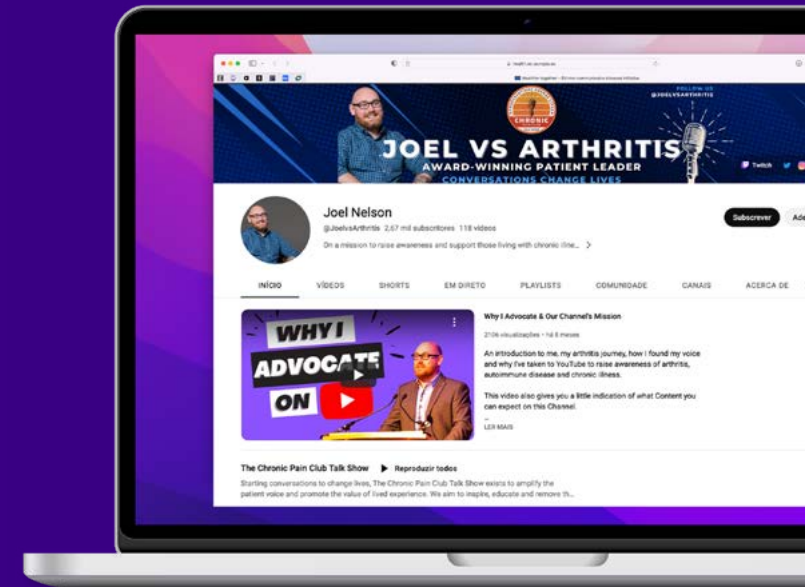 FOLLOW US
@JOELVSARTHRITIS
CHRONIC
JOEL VS ARTHRITIS
AWARD-WINNING PATIENT LEADER
CONVERSATIONS CHANGE LIVES
Twitch
Joel Nelson
@JoelvsArthritis 2,67 mil subscritores 118 vídeos
On a mission to raise awareness and support those living with chronic illne...
Subscrever
INÍCIO VÍDEOS SHORTS EM DIRETO PLAYLISTS COMUNIDADE CANAIS ACERCA DE
WHY I
ADVOCATE
ON
Why I Advocate & Our Channel's Mission
2106 visualizações • há 8 meses
An introduction to me, my arthritis journey, how I found my voice
and why I've taken to YouTube to raise awareness of arthritis,
autoimmune disease and chronic illness.
This video also gives you a little indication of what Content you
can expect on this Channel.
...
LER MAIS
The Chronic Pain Club Talk Show Reproduzir todos
Starting conversations to change lives, The Chronic Pain Club Talk Show exists to amplify the
patient voice and promote the value of lived experience. We aim to inspire, educate and remove th...